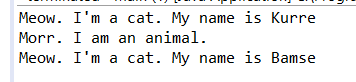 Meow. I'm a cat. My name is Kurre
Morr. I am an animal.
Meow. I'm a cat. My name is Bamse